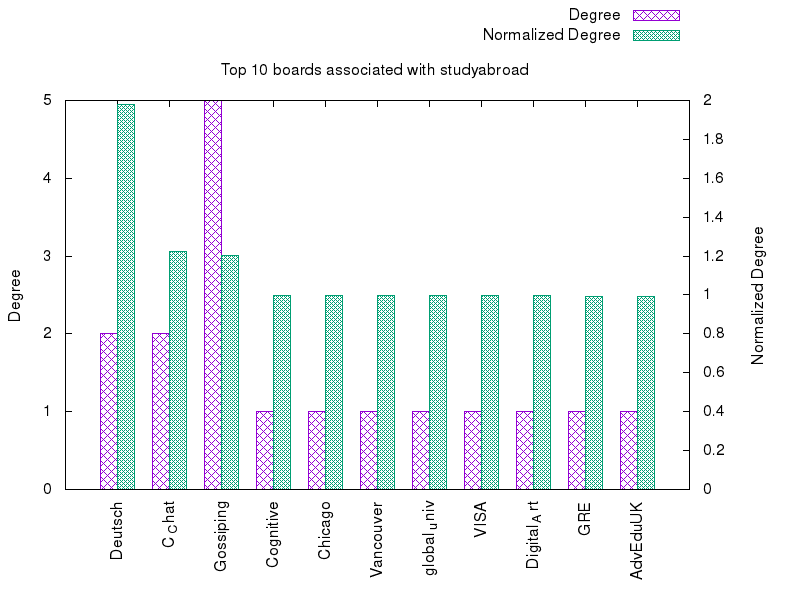 Degree
Normalized Degree
Top 10 boards associated with studyabroad
5
4
3
2
1
0
2
1.8
1.6
1.4
1.2
1
0.8
0.6
0.4
0.2
0
Degree
Normalized Degree
Deutsch
C_Chat
Gossiping
Cognitive
Chicago
Vancouver
global_univ
VISA
Digital_Art
GRE
AdvEduUK